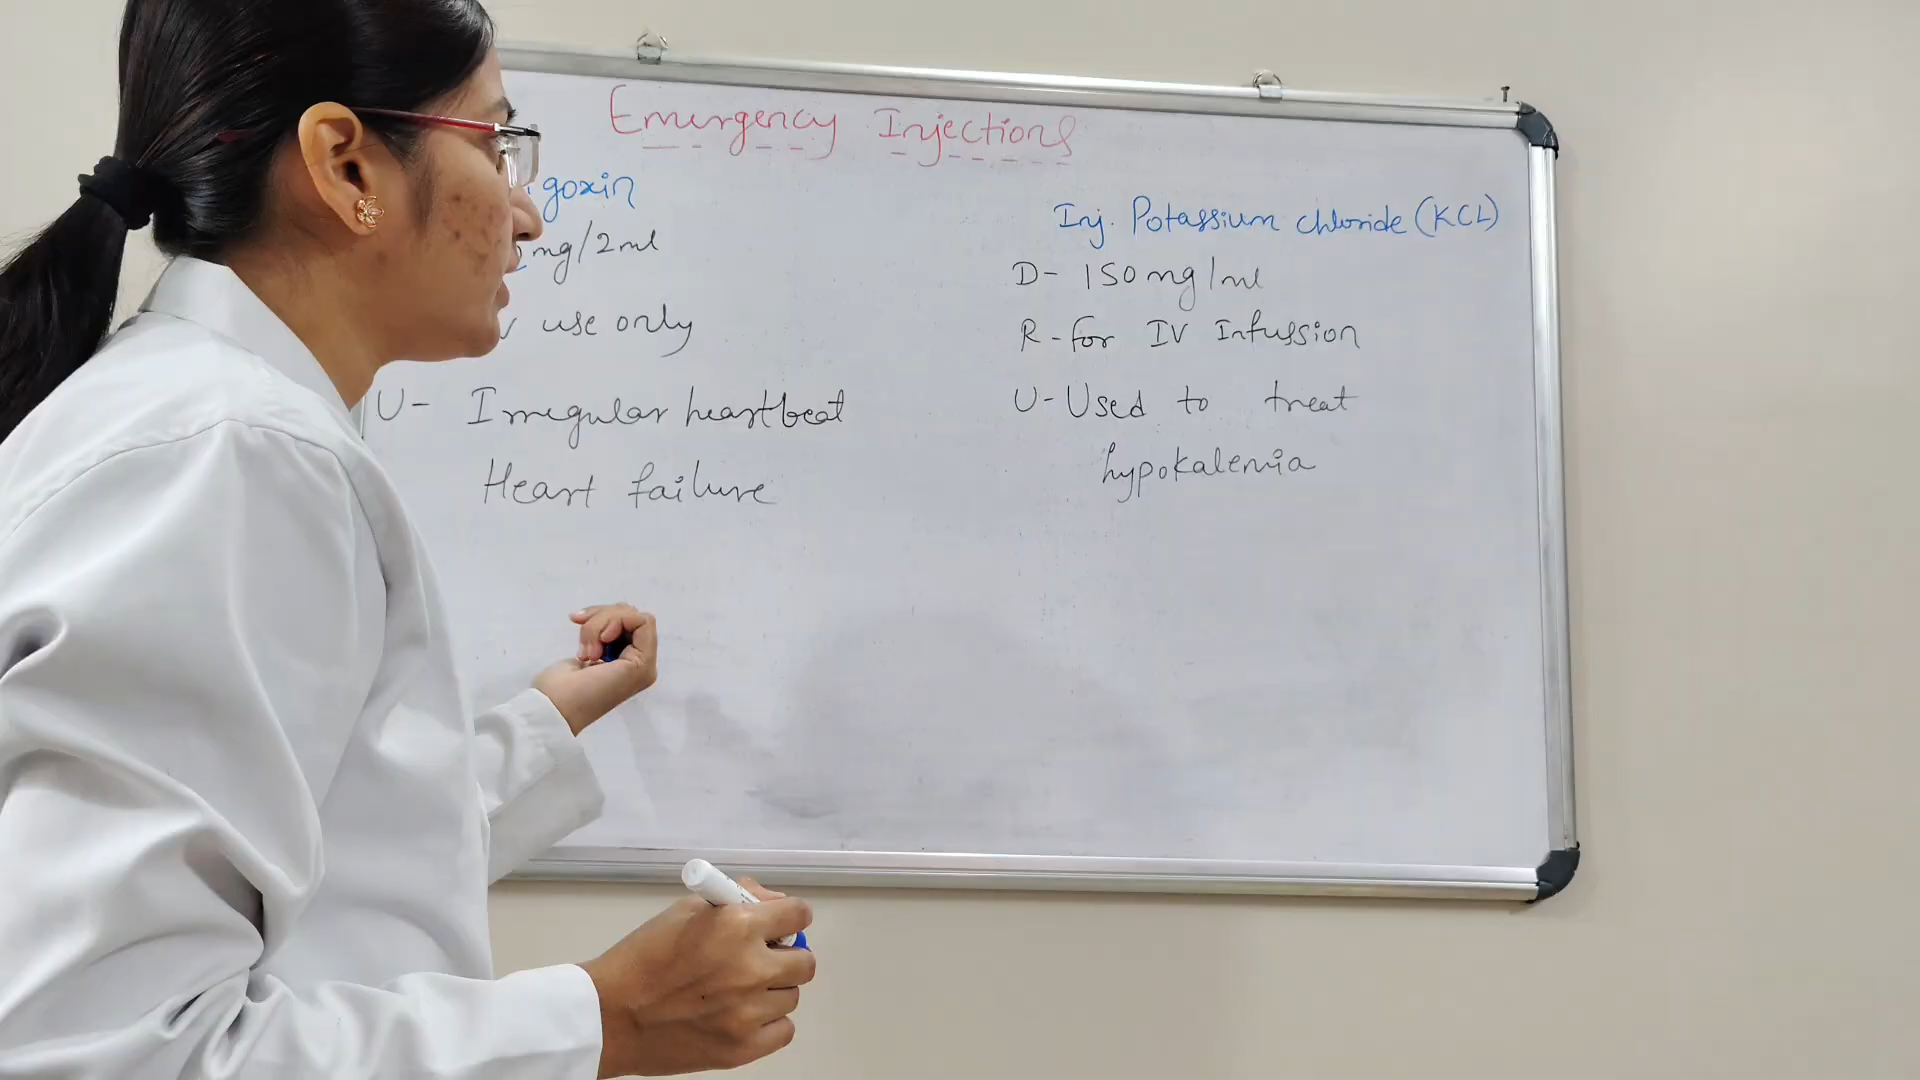 Emergency Injections
goxin
mg/2ml
use only
U- Irregular heartbeat
Heart failure
Inj. Potassium chloride (KCL)
D- 150 mg/ml
R- for IV Infussion
U- Used to treat
hypokalemia